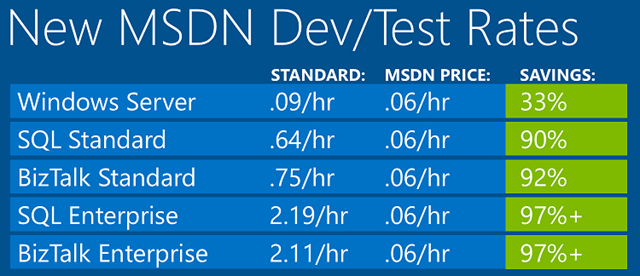 New MSDN Dev/Test Rates
STANDARD: MSDN PRICE: SAVINGS:
Windows Server .09/hr .06/hr 33%
SQL Standard .64/hr .06/hr 90%
BizTalk Standard .75/hr .06/hr 92%
SQL Enterprise 2.19/hr .06/hr 97%+
BizTalk Enterprise 2.11/hr .06/hr 97%+